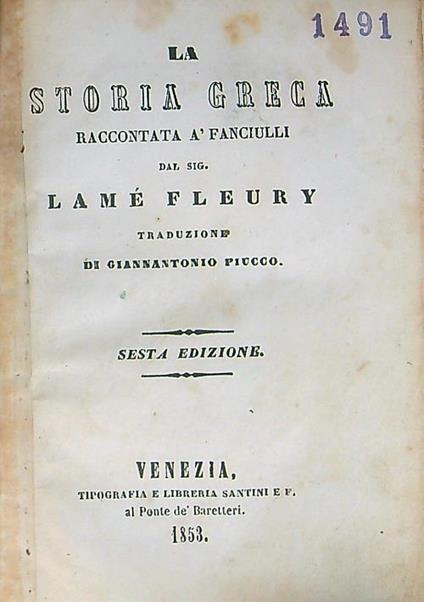 1491
LA
STORIA GRECA
RACCONTATA A' FANCIULLI
DAL SIG.
LAMÉ FLEURY
TRADUZIONE
DI GIANNANTONIO PIUCCO.
SESTA EDIZIONE.
VENEZIA,
TIPOGRAFIA E LIBRERIA SANTINI E F.
al Ponte de' Baretteri.
1853.